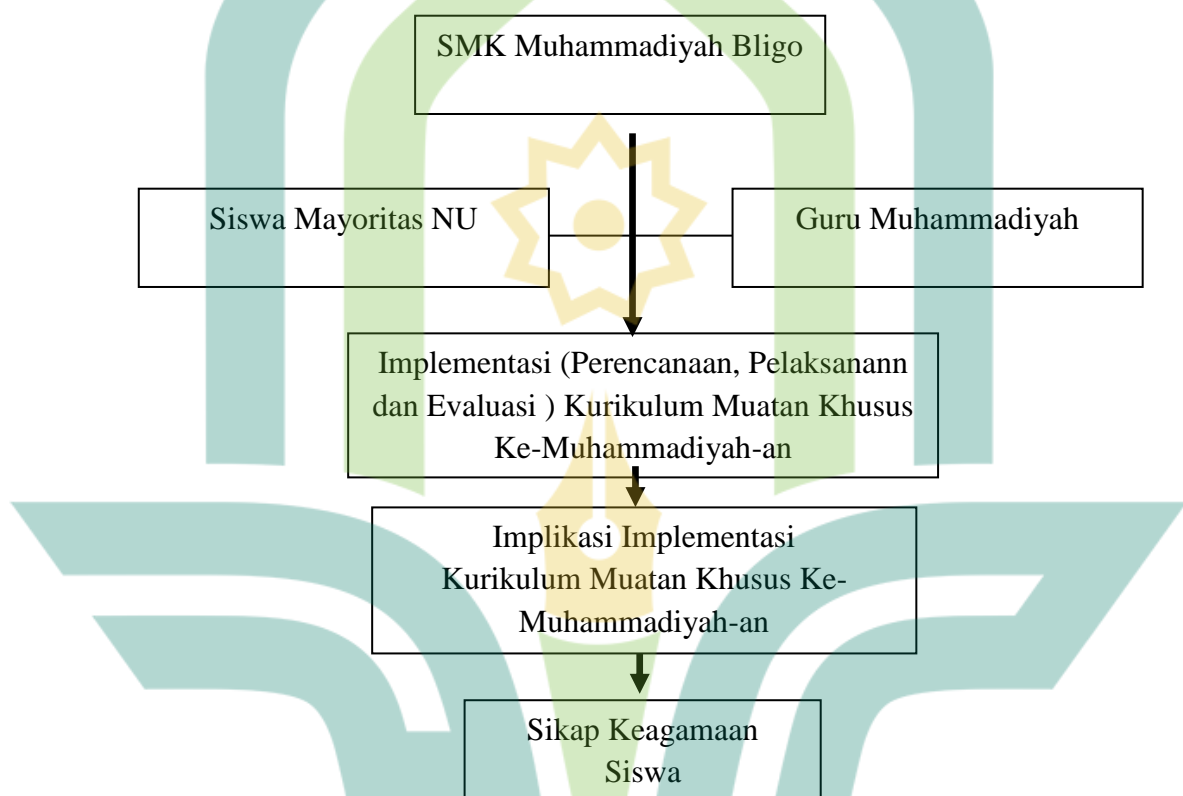 SMK Muhammadiyah Bligo
Siswa Mayoritas NU
Guru Muhammadiyah
Implementasi (Perencanaan, Pelaksanann
dan Evaluasi ) Kurikulum Muatan Khusus
Ke-Muhammadiyah-an
Implikasi Implementasi
Kurikulum Muatan Khusus Ke-
Muhammadiyah-an
Sikap Keagamaan
Siswa